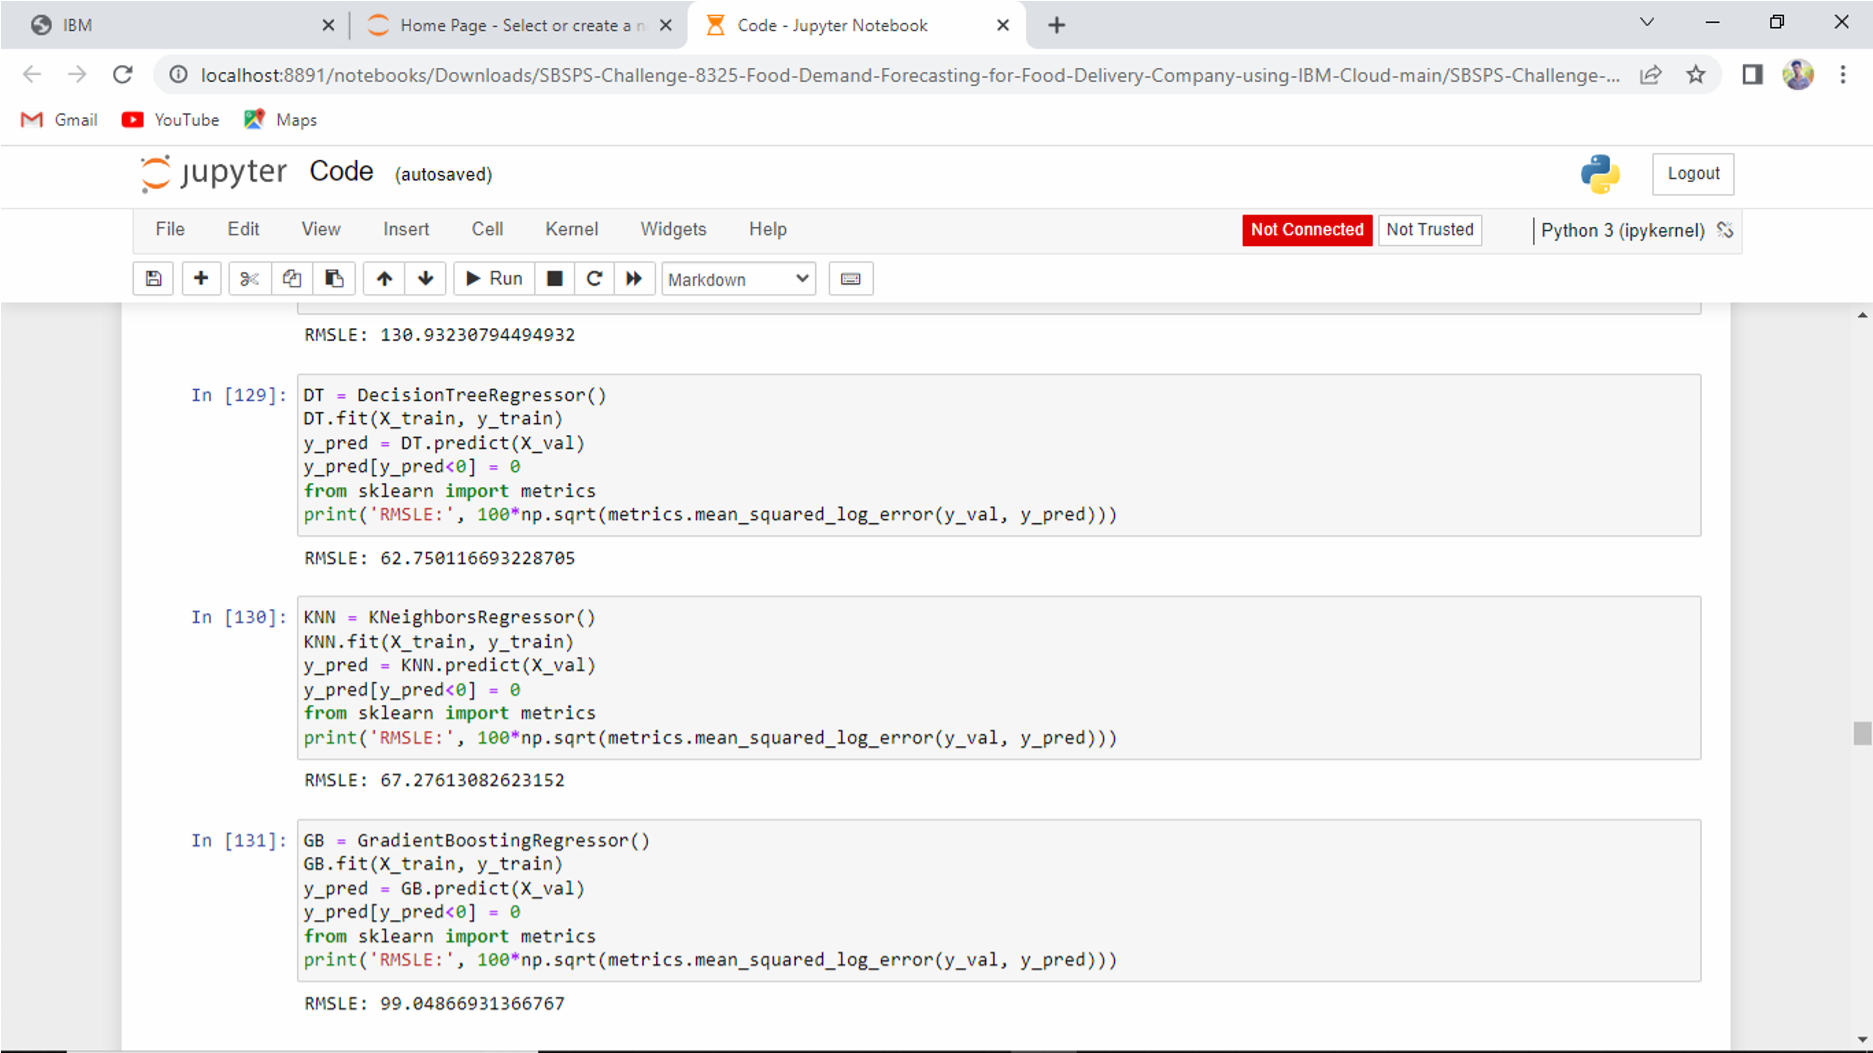 IBM
Home Page - Select or create a n
Code - Jupyter Notebook
localhost:8891/notebooks/Downloads/SBSPS-Challenge-8325-Food-Demand-Forecasting-for-Food-Delivery-Company-using-IBM-Cloud-main/SBSPS-Challenge-...
Gmail YouTube Maps
jupyter Code (autosaved)
Logout
File Edit View Insert Cell Kernel Widgets Help Not Connected Not Trusted Python 3 (ipykernel)
Run Markdown
RMSLE: 130.93230794494932
In [129]: DT = DecisionTreeRegressor()
DT.fit(X_train, y_train)
y_pred = DT.predict(X_val)
y_pred[y_pred<0] = 0
from sklearn import metrics
print('RMSLE:', 100*np.sqrt(metrics.mean_squared_log_error(y_val, y_pred)))
RMSLE: 62.750116693228705
In [130]: KNN = KNeighborsRegressor()
KNN.fit(X_train, y_train)
y_pred = KNN.predict(X_val)
y_pred[y_pred<0] = 0
from sklearn import metrics
print('RMSLE:', 100*np.sqrt(metrics.mean_squared_log_error(y_val, y_pred)))
RMSLE: 67.27613082623152
In [131]: GB = GradientBoostingRegressor()
GB.fit(X_train, y_train)
y_pred = GB.predict(X_val)
y_pred[y_pred<0] = 0
from sklearn import metrics
print('RMSLE:', 100*np.sqrt(metrics.mean_squared_log_error(y_val, y_pred)))
RMSLE: 99.04866931366767